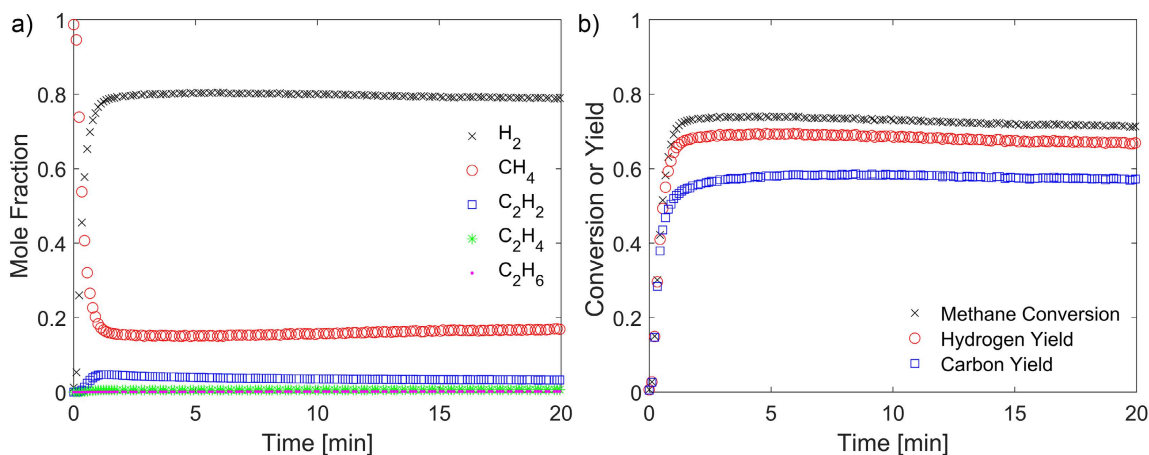 a)
1
0.8
0.6
0.4
0.2
0
0
5
10
15
20
Mole Fraction
Time [min]
H2
CH4
C2H2
C2H4
C2H6
b)
1
0.8
0.6
0.4
0.2
0
0
5
10
15
20
Conversion or Yield
Time [min]
Methane Conversion
Hydrogen Yield
Carbon Yield